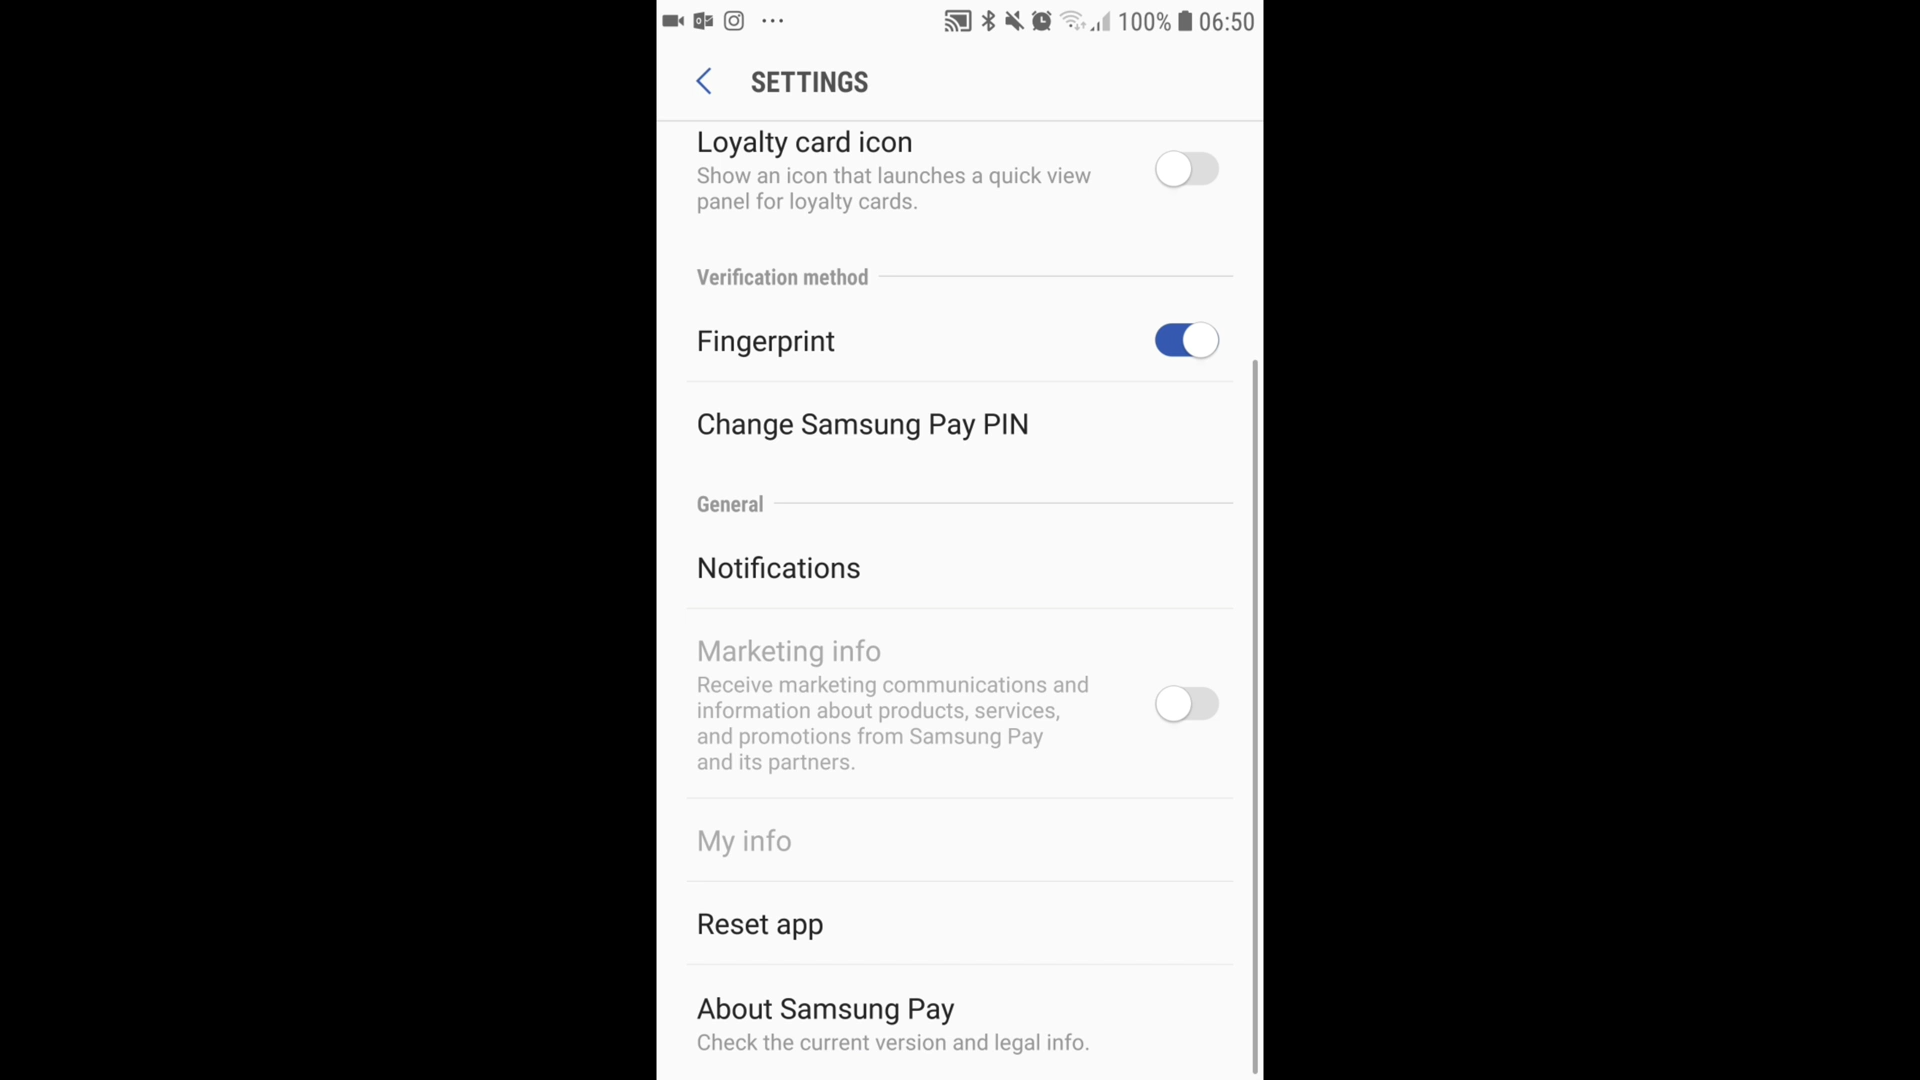 100% 06:50
SETTINGS
Loyalty card icon
Show an icon that launches a quick view
panel for loyalty cards.
Verification method
Fingerprint
Change Samsung Pay PIN
General
Notifications
Marketing info
Receive marketing communications and
information about products, services,
and promotions from Samsung Pay
and its partners.
My info
Reset app
About Samsung Pay
Check the current version and legal info.